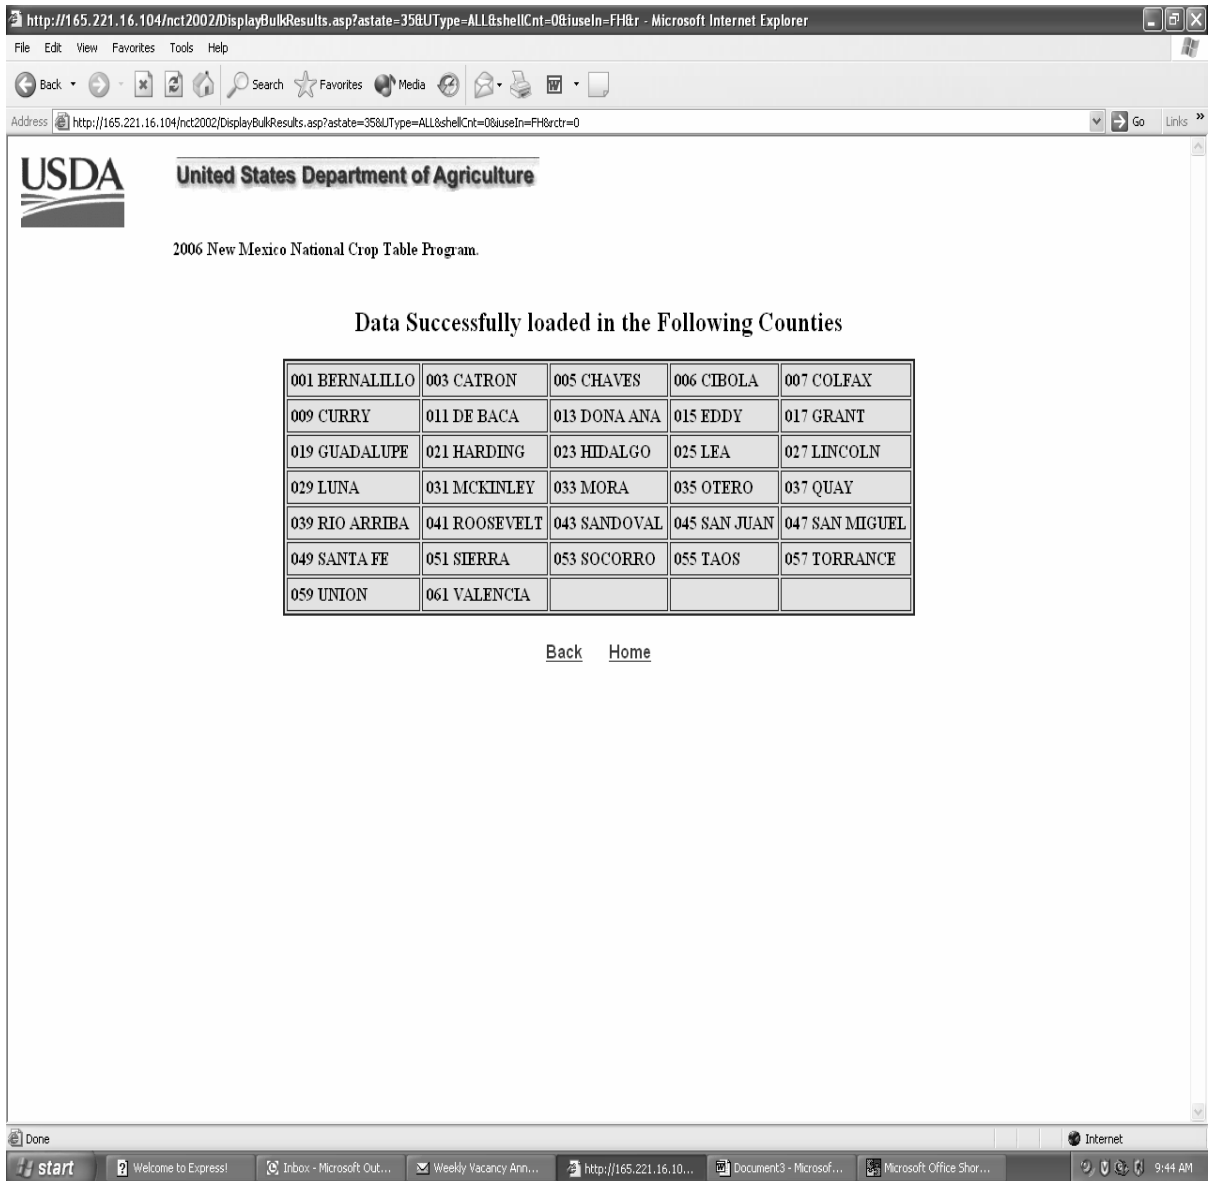 http://165.221.16.104/nct2002/DisplayBulkResults.asp?astate=35&UType=ALL&shellCnt=0&iuseIn=FH&r - Microsoft Internet Explorer
File Edit View Favorites Tools Help
Back Search Favorites Media
Address http://165.221.16.104/nct2002/DisplayBulkResults.asp?astate=35&UType=ALL&shellCnt=0&iuseIn=FH&rctr=0 Go Links »
USDA United States Department of Agriculture
2006 New Mexico National Crop Table Program.
Data Successfully loaded in the Following Counties
001 BERNALILLO 003 CATRON 005 CHAVES 006 CIBOLA 007 COLFAX
009 CURRY 011 DE BACA 013 DONA ANA 015 EDDY 017 GRANT
019 GUADALUPE 021 HARDING 023 HIDALGO 025 LEA 027 LINCOLN
029 LUNA 031 MCKINLEY 033 MORA 035 OTERO 037 QUAY
039 RIO ARRIBA 041 ROOSEVELT 043 SANDOVAL 045 SAN JUAN 047 SAN MIGUEL
049 SANTA FE 051 SIERRA 053 SOCORRO 055 TAOS 057 TORRANCE
059 UNION 061 VALENCIA
Back Home
Done Internet
start Welcome to Express! Inbox - Microsoft Out... Weekly Vacancy Ann... http://165.221.16.10... Document3 - Microsof... Microsoft Office Shor... 9:44 AM